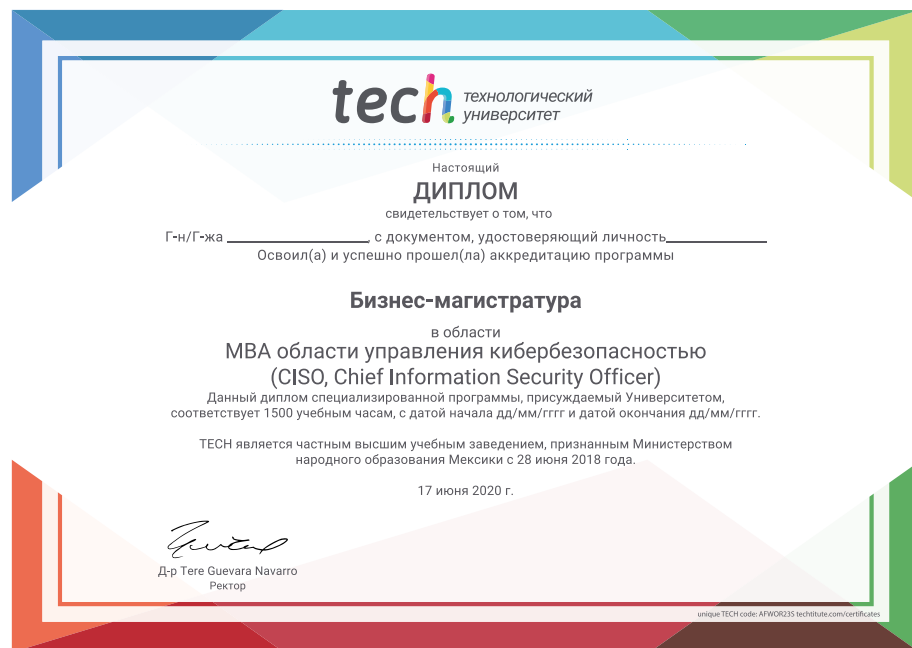 tech технологический
университет
Настоящий
ДИПЛОМ
свидетельствует о том, что
Г-н/Г-жа ____________________, с документом, удостоверяющий личность______________
Освоил(а) и успешно прошел(ла) аккредитацию программы
Бизнес-магистратура
в области
MBA области управления кибербезопасностью
(CISO, Chief Information Security Officer)
Данный диплом специализированной программы, присуждаемый Университетом,
соответствует 1500 учебным часам, с датой начала дд/мм/гггг и датой окончания дд/мм/гггг.
TECH является частным высшим учебным заведением, признанным Министерством
народного образования Мексики с 28 июня 2018 года.
17 июня 2020 г.
Д-р Tere Guevara Navarro
Ректор
unique TECH code: AFWOR23S techtitute.com/certificates